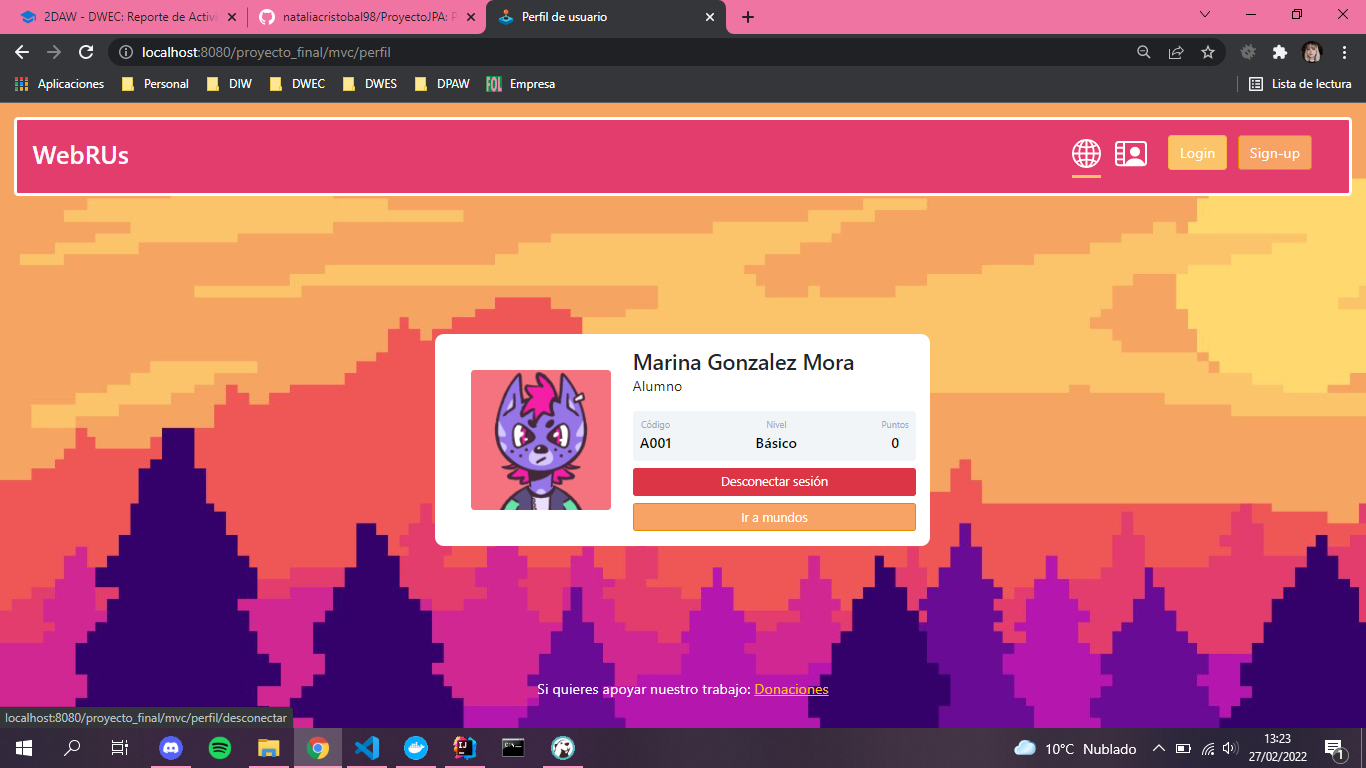 2DAW - DWEC: Reporte de Activi
nataliacristobal98/ProyectoJPA: P
Perfil de usuario
localhost:8080/proyecto_final/mvc/perfil
Aplicaciones
Personal
DIW
DWEC
DWES
DPAW
FOL
Empresa
Lista de lectura
WebRUs
Login
Sign-up
Marina Gonzalez Mora
Alumno
Código Nivel Puntos
A001 Básico 0
Desconectar sesión
Ir a mundos
Si quieres apoyar nuestro trabajo: Donaciones
localhost:8080/proyecto_final/mvc/perfil/desconectar
10°C Nublado
13:23
27/02/2022
1